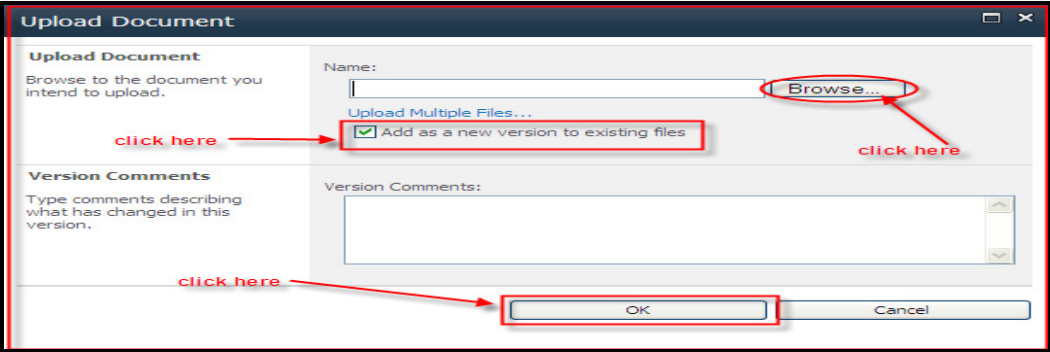 Upload Document
Upload Document
Browse to the document you
intend to upload.
Name:
Browse...
Upload Multiple Files...
Add as a new version to existing files
click here
click here
Version Comments
Type comments describing
what has changed in this
version.
Version Comments:
click here
OK
Cancel